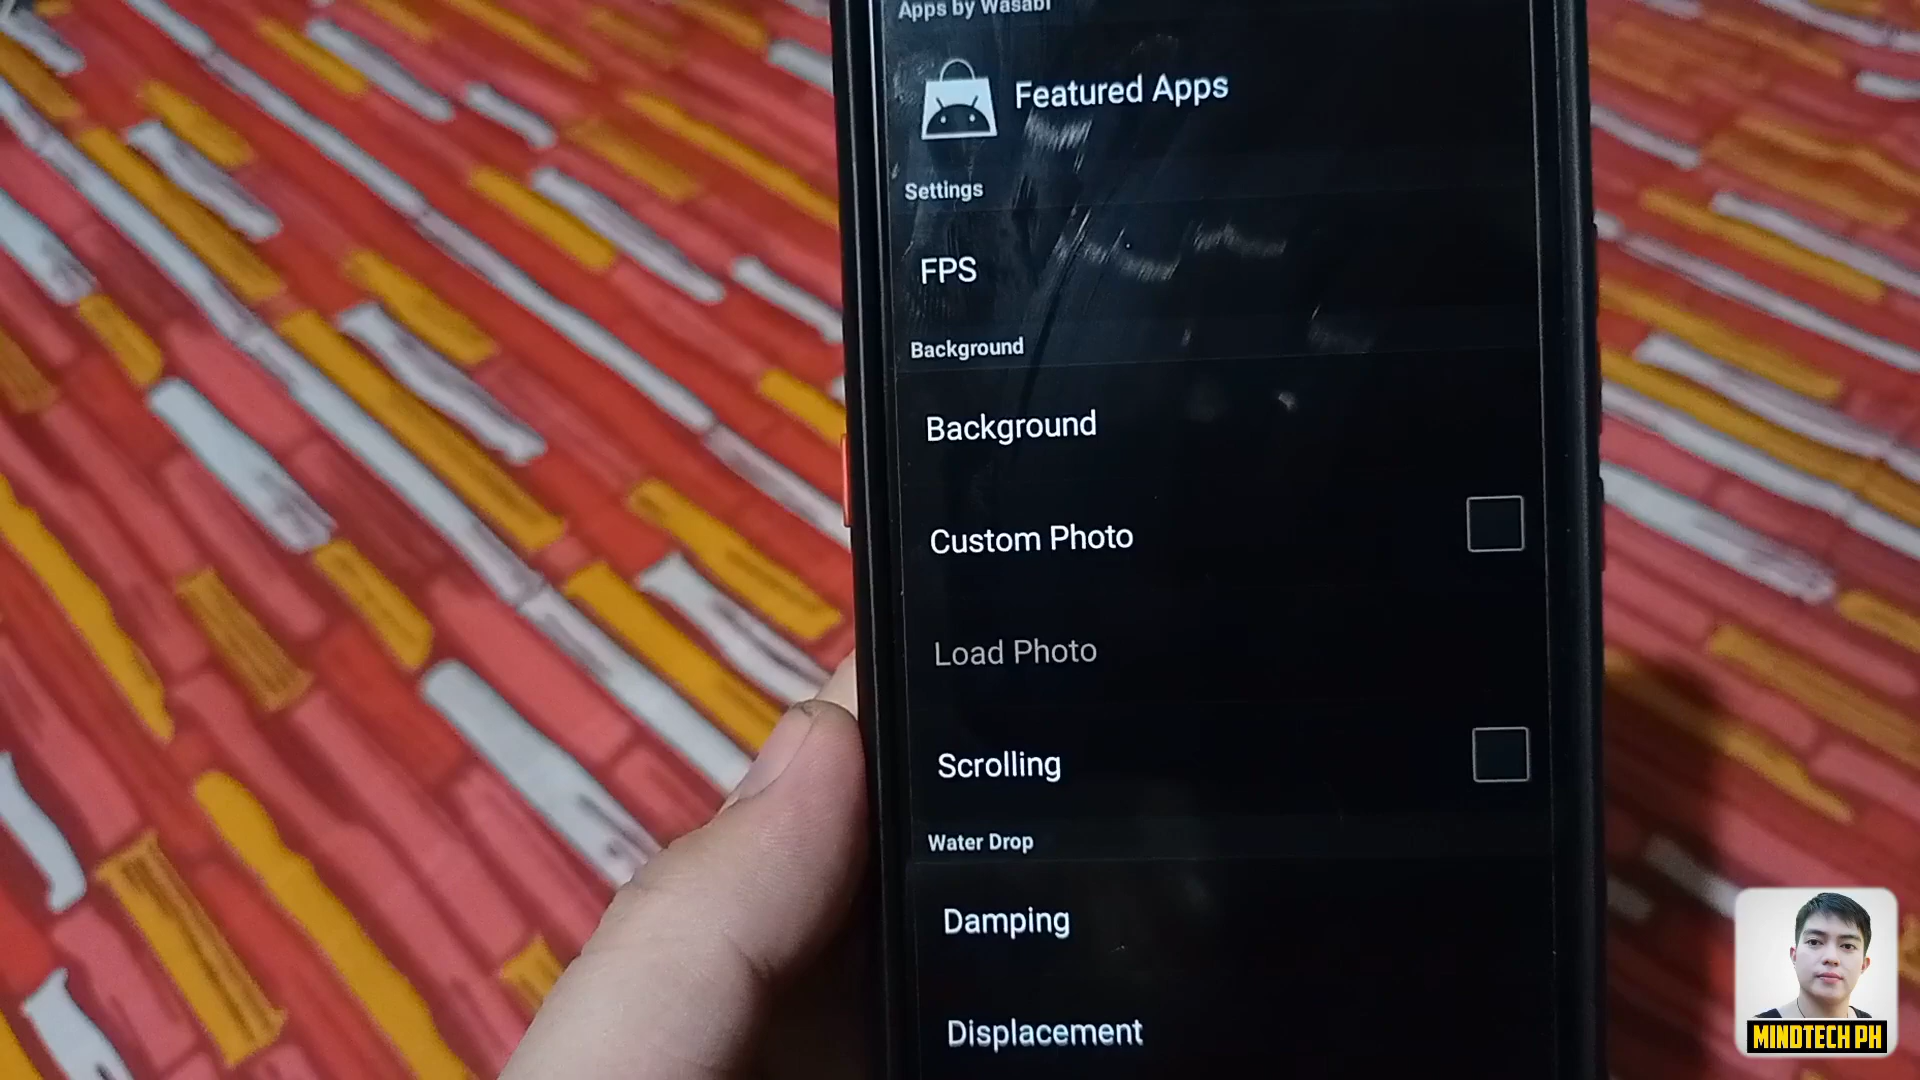 Apps by Wasabi
Featured Apps
Settings
FPS
Background
Background
Custom Photo
Load Photo
Scrolling
Water Drop
Damping
Displacement
MINDTECH PH